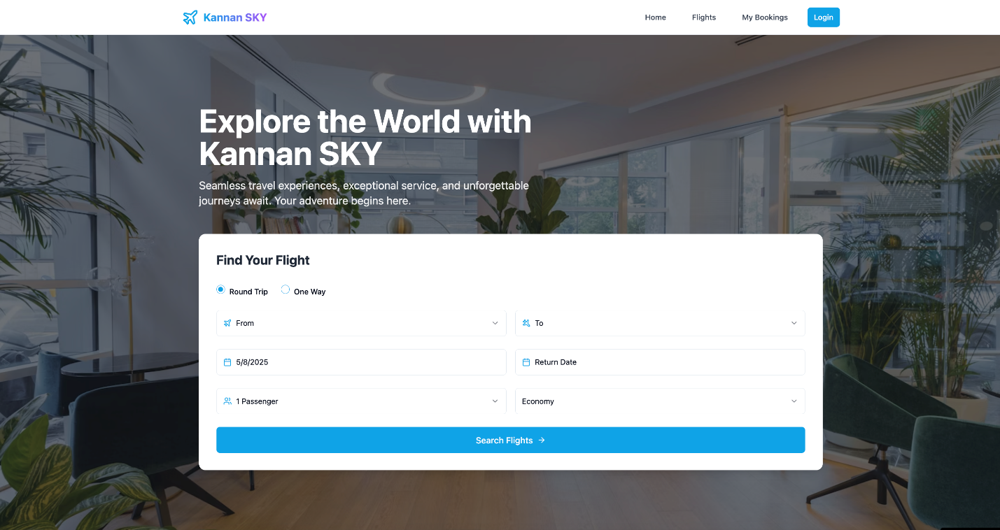 Kannan SKY
Home
Flights
My Bookings
Login
Explore the World with
Kannan SKY
Seamless travel experiences, exceptional service, and unforgettable
journeys await. Your adventure begins here.
Find Your Flight
Round Trip
One Way
From
To
5/8/2025
Return Date
1 Passenger
Economy
Search Flights